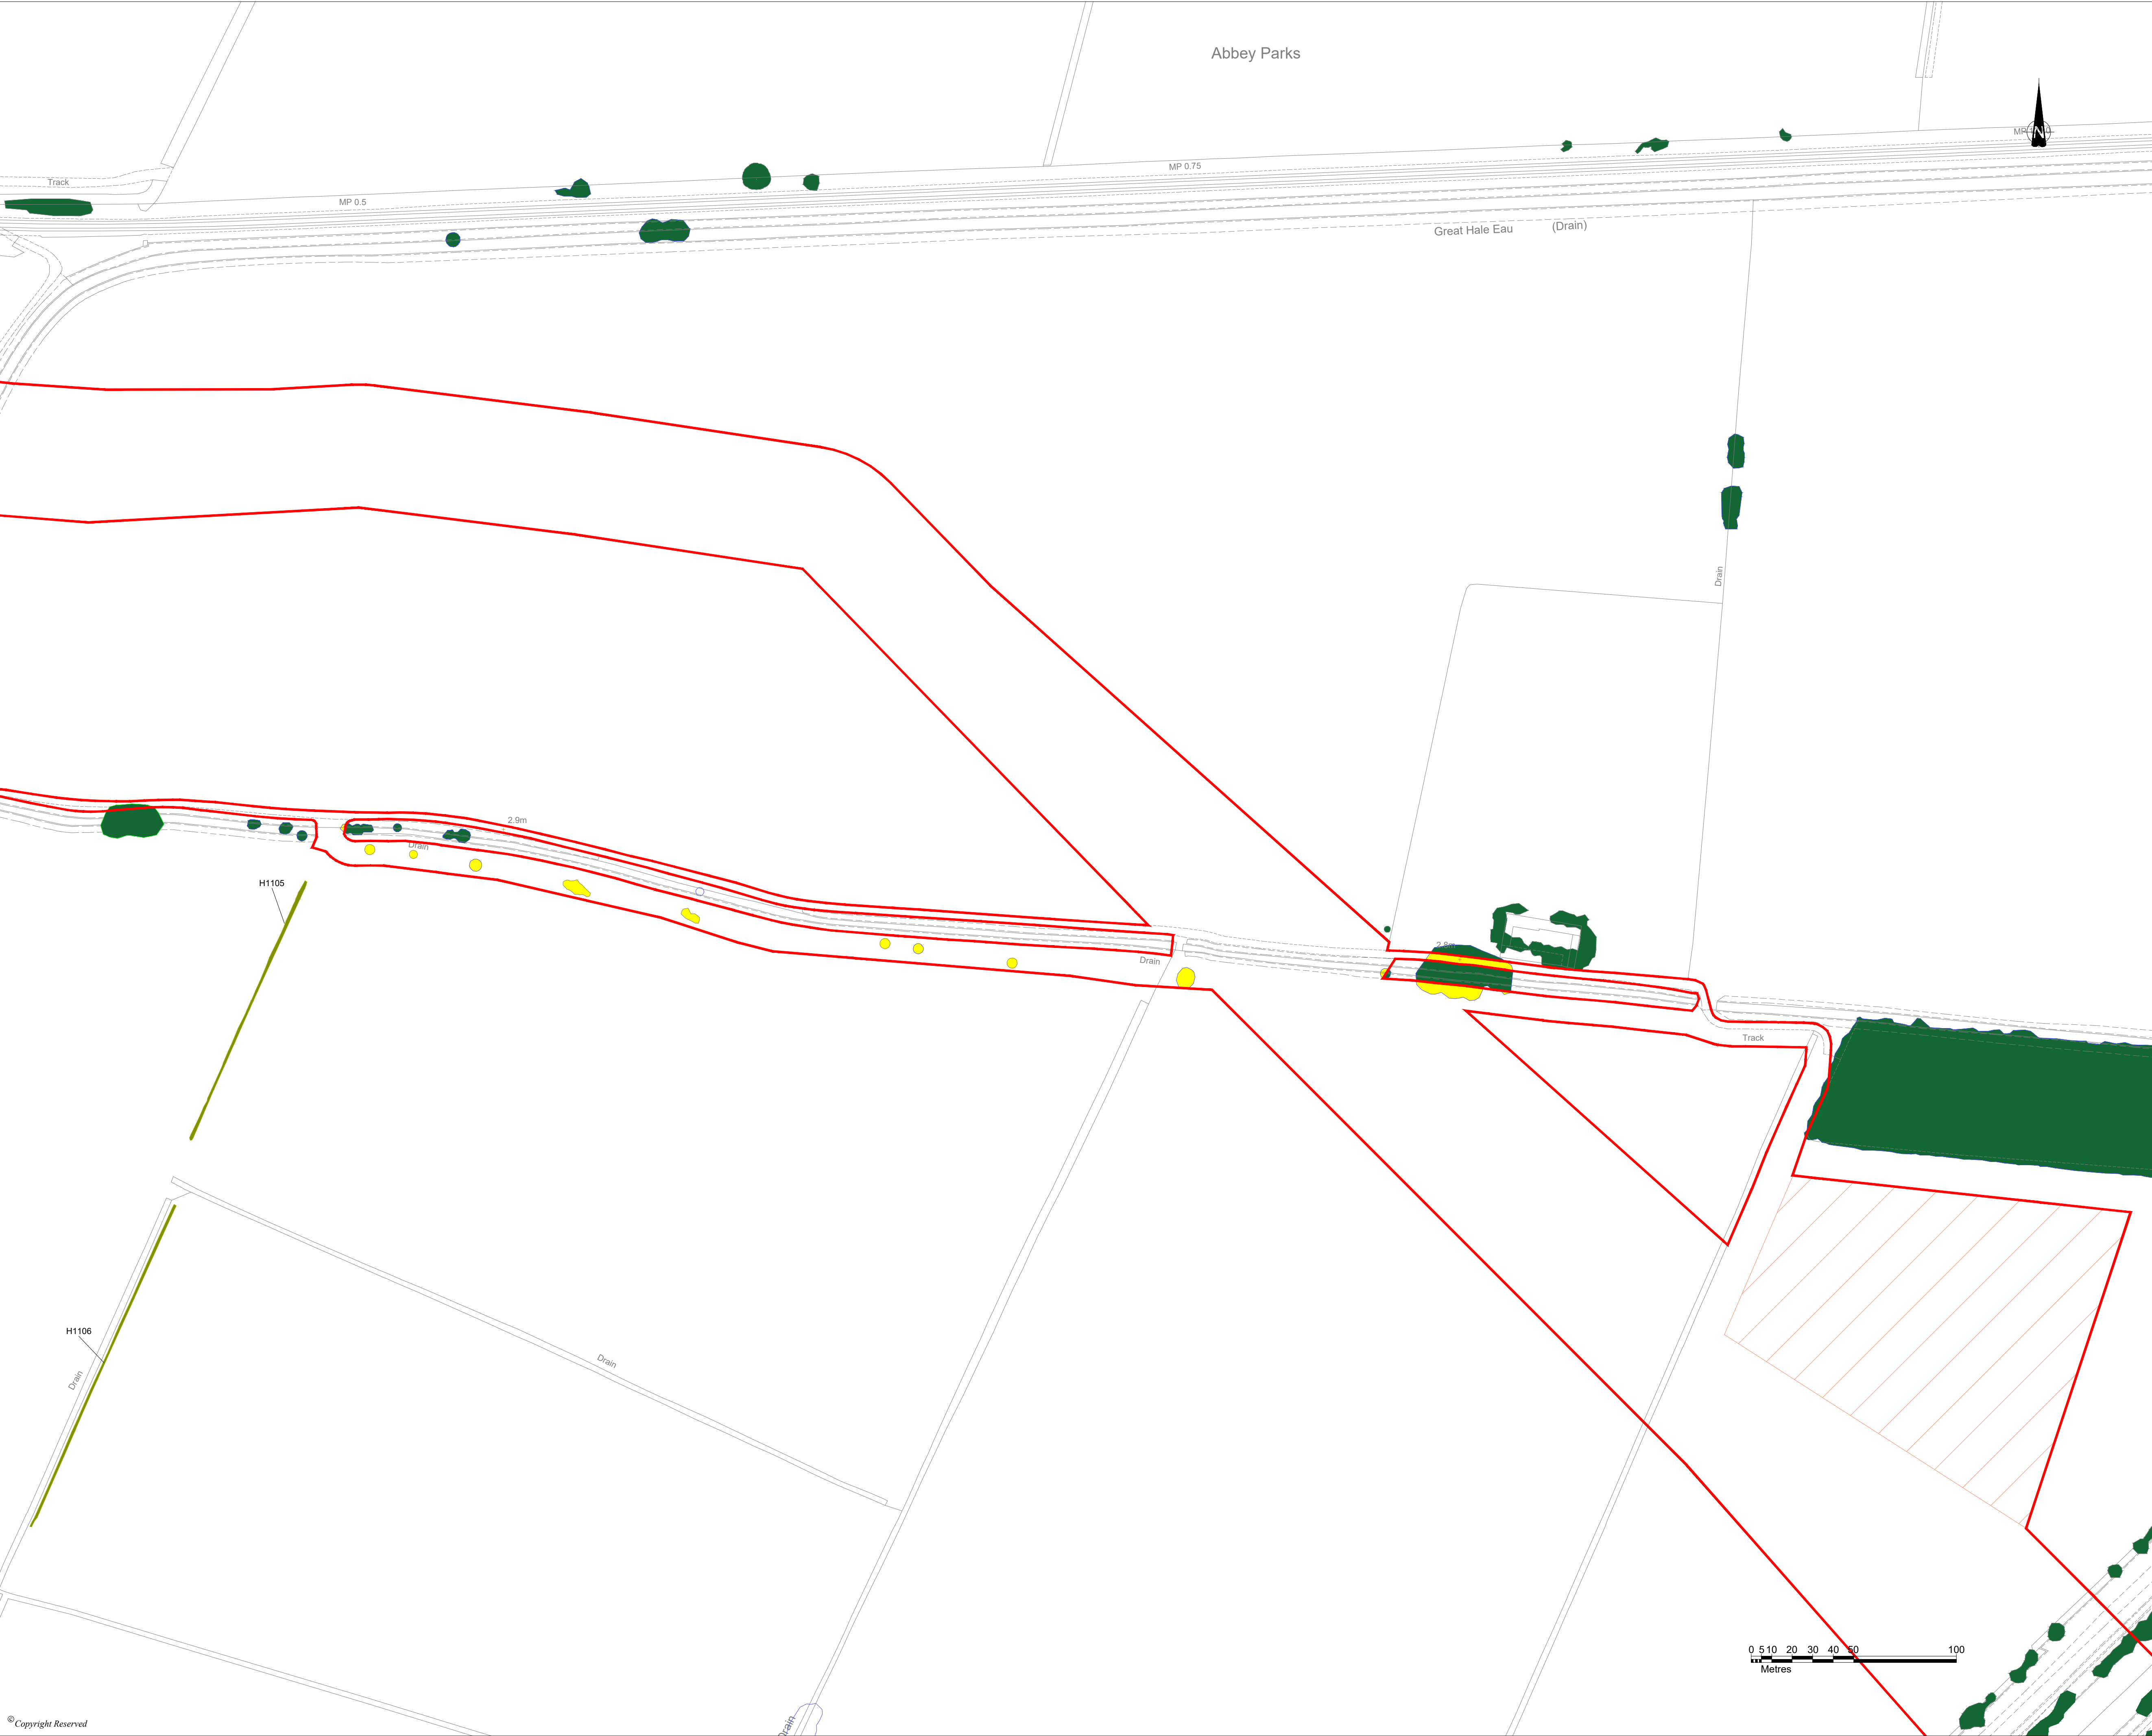 Abbey Parks
N
MP 0.75
Track
MP 0.5
Great Hale Eau (Drain)
Drain
2.9m
Drain
H1105
2.8m
Drain
Track
H1106
Drain
Drain
0 5 10 20 30 40 50 100
Metres
Drain
© Copyright Reserved